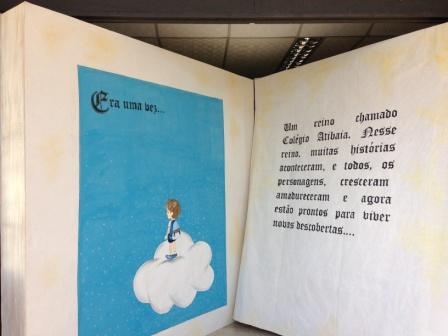 Era uma vez...
Um reino chamado
Colégio Atibaia. Nesse
reino, muitas histórias
aconteceram, e todos, os
personagens, cresceram
amadureceram e agora
estão prontos para viver
novas descobertas....